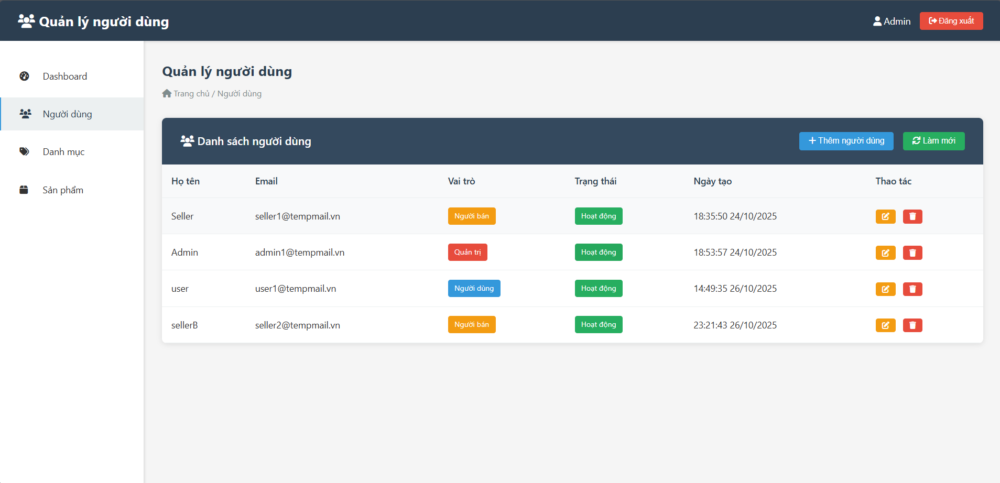 Quản lý người dùng
Admin
Đăng xuất
Dashboard
Người dùng
Danh mục
Sản phẩm
Quản lý người dùng
Trang chủ / Người dùng
Danh sách người dùng
Thêm người dùng
Làm mới
Họ tên Email Vai trò Trạng thái Ngày tạo Thao tác
Seller seller1@tempmail.vn Người bán Hoạt động 18:35:50 24/10/2025
Admin admin1@tempmail.vn Quản trị Hoạt động 18:53:57 24/10/2025
user user1@tempmail.vn Người dùng Hoạt động 14:49:35 26/10/2025
sellerB seller2@tempmail.vn Người bán Hoạt động 23:21:43 26/10/2025